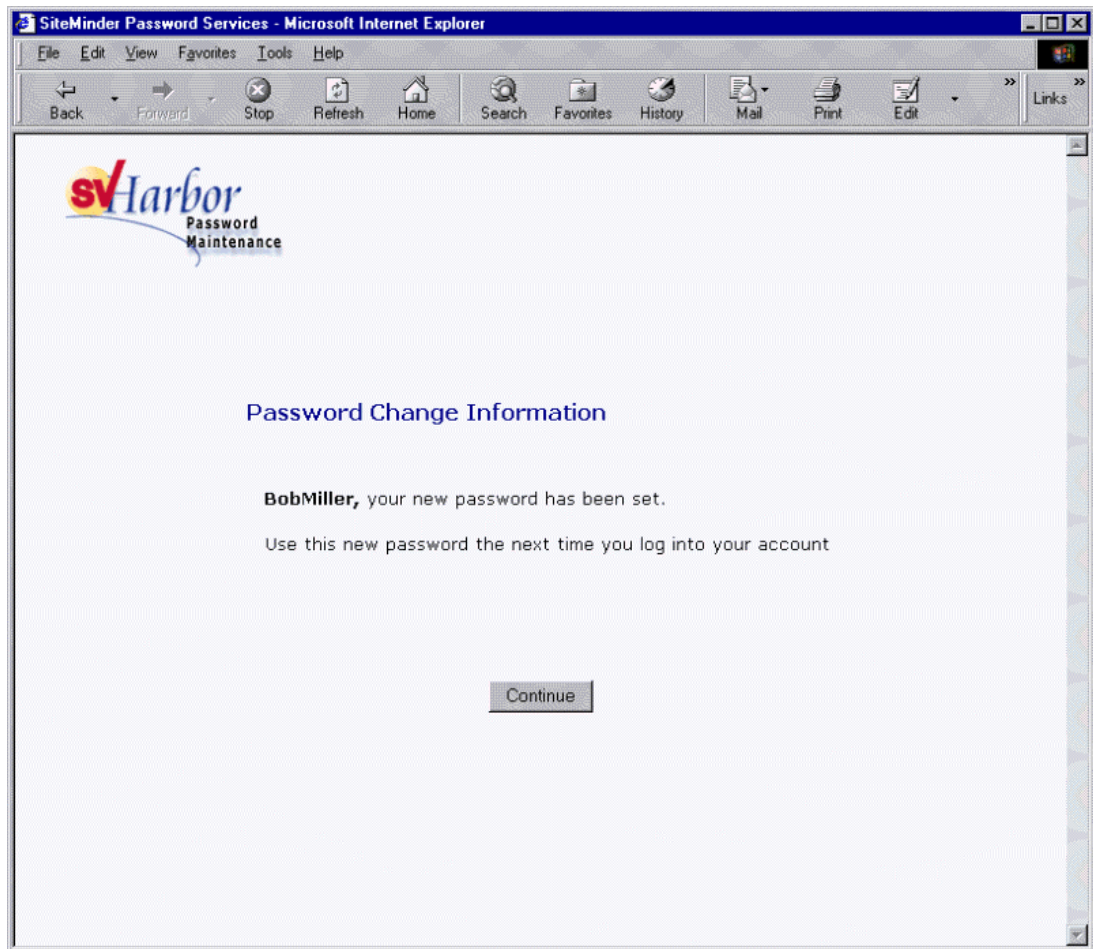 SiteMinder Password Services - Microsoft Internet Explorer
File Edit View Favorites Tools Help
Back Forward Stop Refresh Home Search Favorites History Mail Print Edit » Links »
SV Harbor
Password
Maintenance
Password Change Information
BobMiller, your new password has been set.
Use this new password the next time you log into your account
Continue